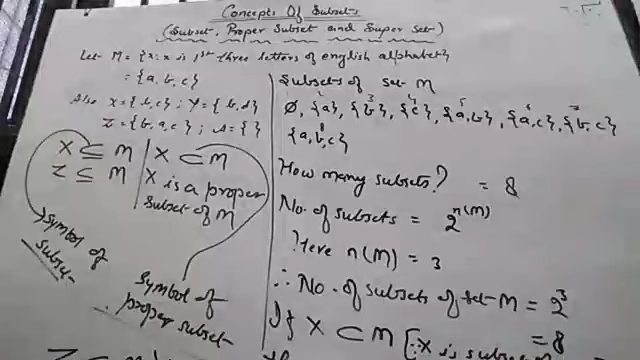 Concepts Of Subsets
(Subset, Proper Subset and Super Set)
Let M = {x: x is 1st three letters of english alphabet}
= {a, b, c}
Also X = {b, c} ; Y = {b, d}
Z = {b, a, c} ; A = { }
X ⊆ M
Z ⊆ M
Symbol of
X ⊂ M
X is a proper
Subset of M
Symbol of
proper subset
Subsets of set M
∅, {a}, {b}, {c}, {a, b}, {a, c}, {b, c}
{a, b, c}
How many subsets? = 8
No. of subsets = 2^n(M)
Here n(M) = 3
∴ No. of subsets of set M = 2^3
= 8
If X ⊂ M [∵ X is